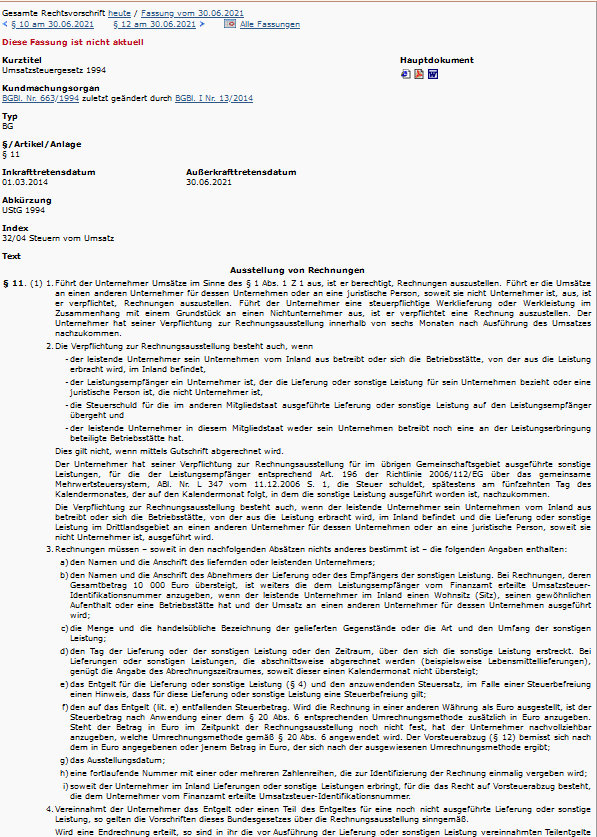 Gesamte Rechtsvorschrift heute / Fassung vom 30.06.2021
< § 10 am 30.06.2021 § 12 am 30.06.2021 > Alle Fassungen
Diese Fassung ist nicht aktuell
Kurztitel Hauptdokument
Umsatzsteuergesetz 1994
Kundmachungsorgan
BGBl. Nr. 663/1994 zuletzt geändert durch BGBl. I Nr. 13/2014
Typ
BG
§/Artikel/Anlage
§ 11
Inkrafttretensdatum Außerkrafttretensdatum
01.03.2014 30.06.2021
Abkürzung
UStG 1994
Index
32/04 Steuern vom Umsatz
Text
Ausstellung von Rechnungen
§ 11. (1) 1. Führt der Unternehmer Umsätze im Sinne des § 1 Abs. 1 Z 1 aus, ist er berechtigt, Rechnungen auszustellen. Führt er die Umsätze
an einen anderen Unternehmer für dessen Unternehmen oder an eine juristische Person, soweit sie nicht Unternehmer ist, aus, ist
er verpflichtet, Rechnungen auszustellen. Führt der Unternehmer eine steuerpflichtige Werklieferung oder Werkleistung im
Zusammenhang mit einem Grundstück an einen Nichtunternehmer aus, ist er verpflichtet eine Rechnung auszustellen. Der
Unternehmer hat seiner Verpflichtung zur Rechnungsausstellung innerhalb von sechs Monaten nach Ausführung des Umsatzes
nachzukommen.
2. Die Verpflichtung zur Rechnungsausstellung besteht auch, wenn
- der leistende Unternehmer sein Unternehmen vom Inland aus betreibt oder sich die Betriebsstätte, von der aus die Leistung
erbracht wird, im Inland befindet,
- der Leistungsempfänger ein Unternehmer ist, der die Lieferung oder sonstige Leistung für sein Unternehmen bezieht oder eine
juristische Person ist, die nicht Unternehmer ist,
- die Steuerschuld für die im anderen Mitgliedstaat ausgeführte Lieferung oder sonstige Leistung auf den Leistungsempfänger
übergeht und
- der leistende Unternehmer in diesem Mitgliedstaat weder sein Unternehmen betreibt noch eine an der Leistungserbringung
beteiligte Betriebsstätte hat.
Dies gilt nicht, wenn mittels Gutschrift abgerechnet wird.
Der Unternehmer hat seiner Verpflichtung zur Rechnungsausstellung für im übrigen Gemeinschaftsgebiet ausgeführte sonstige
Leistungen, für die der Leistungsempfänger entsprechend Art. 196 der Richtlinie 2006/112/EG über das gemeinsame
Mehrwertsteuersystem, ABl. Nr. L 347 vom 11.12.2006 S. 1, die Steuer schuldet, spätestens am fünfzehnten Tag des
Kalendermonates, der auf den Kalendermonat folgt, in dem die sonstige Leistung ausgeführt worden ist, nachzukommen.
Die Verpflichtung zur Rechnungsausstellung besteht auch, wenn der leistende Unternehmer sein Unternehmen vom Inland aus
betreibt oder sich die Betriebsstätte, von der aus die Leistung erbracht wird, im Inland befindet und die Lieferung oder sonstige
Leistung im Drittlandsgebiet an einen anderen Unternehmer für dessen Unternehmen oder an eine juristische Person, soweit sie
nicht Unternehmer ist, ausgeführt wird.
3. Rechnungen müssen – soweit in den nachfolgenden Absätzen nichts anderes bestimmt ist – die folgenden Angaben enthalten:
a) den Namen und die Anschrift des liefernden oder leistenden Unternehmers;
b) den Namen und die Anschrift des Abnehmers der Lieferung oder des Empfängers der sonstigen Leistung. Bei Rechnungen, deren
Gesamtbetrag 10 000 Euro übersteigt, ist weiters die dem Leistungsempfänger vom Finanzamt erteilte Umsatzsteuer-
Identifikationsnummer anzugeben, wenn der leistende Unternehmer im Inland einen Wohnsitz (Sitz), seinen gewöhnlichen
Aufenthalt oder eine Betriebsstätte hat und der Umsatz an einen anderen Unternehmer für dessen Unternehmen ausgeführt
wird;
c) die Menge und die handelsübliche Bezeichnung der gelieferten Gegenstände oder die Art und den Umfang der sonstigen
Leistung;
d) den Tag der Lieferung oder der sonstigen Leistung oder den Zeitraum, über den sich die sonstige Leistung erstreckt. Bei
Lieferungen oder sonstigen Leistungen, die abschnittsweise abgerechnet werden (beispielsweise Lebensmittellieferungen),
genügt die Angabe des Abrechnungszeitraumes, soweit dieser einen Kalendermonat nicht übersteigt;
e) das Entgelt für die Lieferung oder sonstige Leistung (§ 4) und den anzuwendenden Steuersatz, im Falle einer Steuerbefreiung
einen Hinweis, dass für diese Lieferung oder sonstige Leistung eine Steuerbefreiung gilt;
f) den auf das Entgelt (lit. e) entfallenden Steuerbetrag. Wird die Rechnung in einer anderen Währung als Euro ausgestellt, ist der
Steuerbetrag nach Anwendung einer dem § 20 Abs. 6 entsprechenden Umrechnungsmethode zusätzlich in Euro anzugeben.
Steht der Betrag in Euro im Zeitpunkt der Rechnungsausstellung noch nicht fest, hat der Unternehmer nachvollziehbar
anzugeben, welche Umrechnungsmethode gemäß § 20 Abs. 6 angewendet wird. Der Vorsteuerabzug (§ 12) bemisst sich nach
dem in Euro angegebenen oder jenem Betrag in Euro, der sich nach der ausgewiesenen Umrechnungsmethode ergibt;
g) das Ausstellungsdatum;
h) eine fortlaufende Nummer mit einer oder mehreren Zahlenreihen, die zur Identifizierung der Rechnung einmalig vergeben wird;
i) soweit der Unternehmer im Inland Lieferungen oder sonstige Leistungen erbringt, für die das Recht auf Vorsteuerabzug besteht,
die dem Unternehmer vom Finanzamt erteilte Umsatzsteuer-Identifikationsnummer.
4. Vereinnahmt der Unternehmer das Entgelt oder einen Teil des Entgeltes für eine noch nicht ausgeführte Lieferung oder sonstige
Leistung, so gelten die Vorschriften dieses Bundesgesetzes über die Rechnungsausstellung sinngemäß.
Wird eine Endrechnung erteilt, so sind in ihr die vor Ausführung der Lieferung oder sonstigen Leistung vereinnahmten Teilentgelte